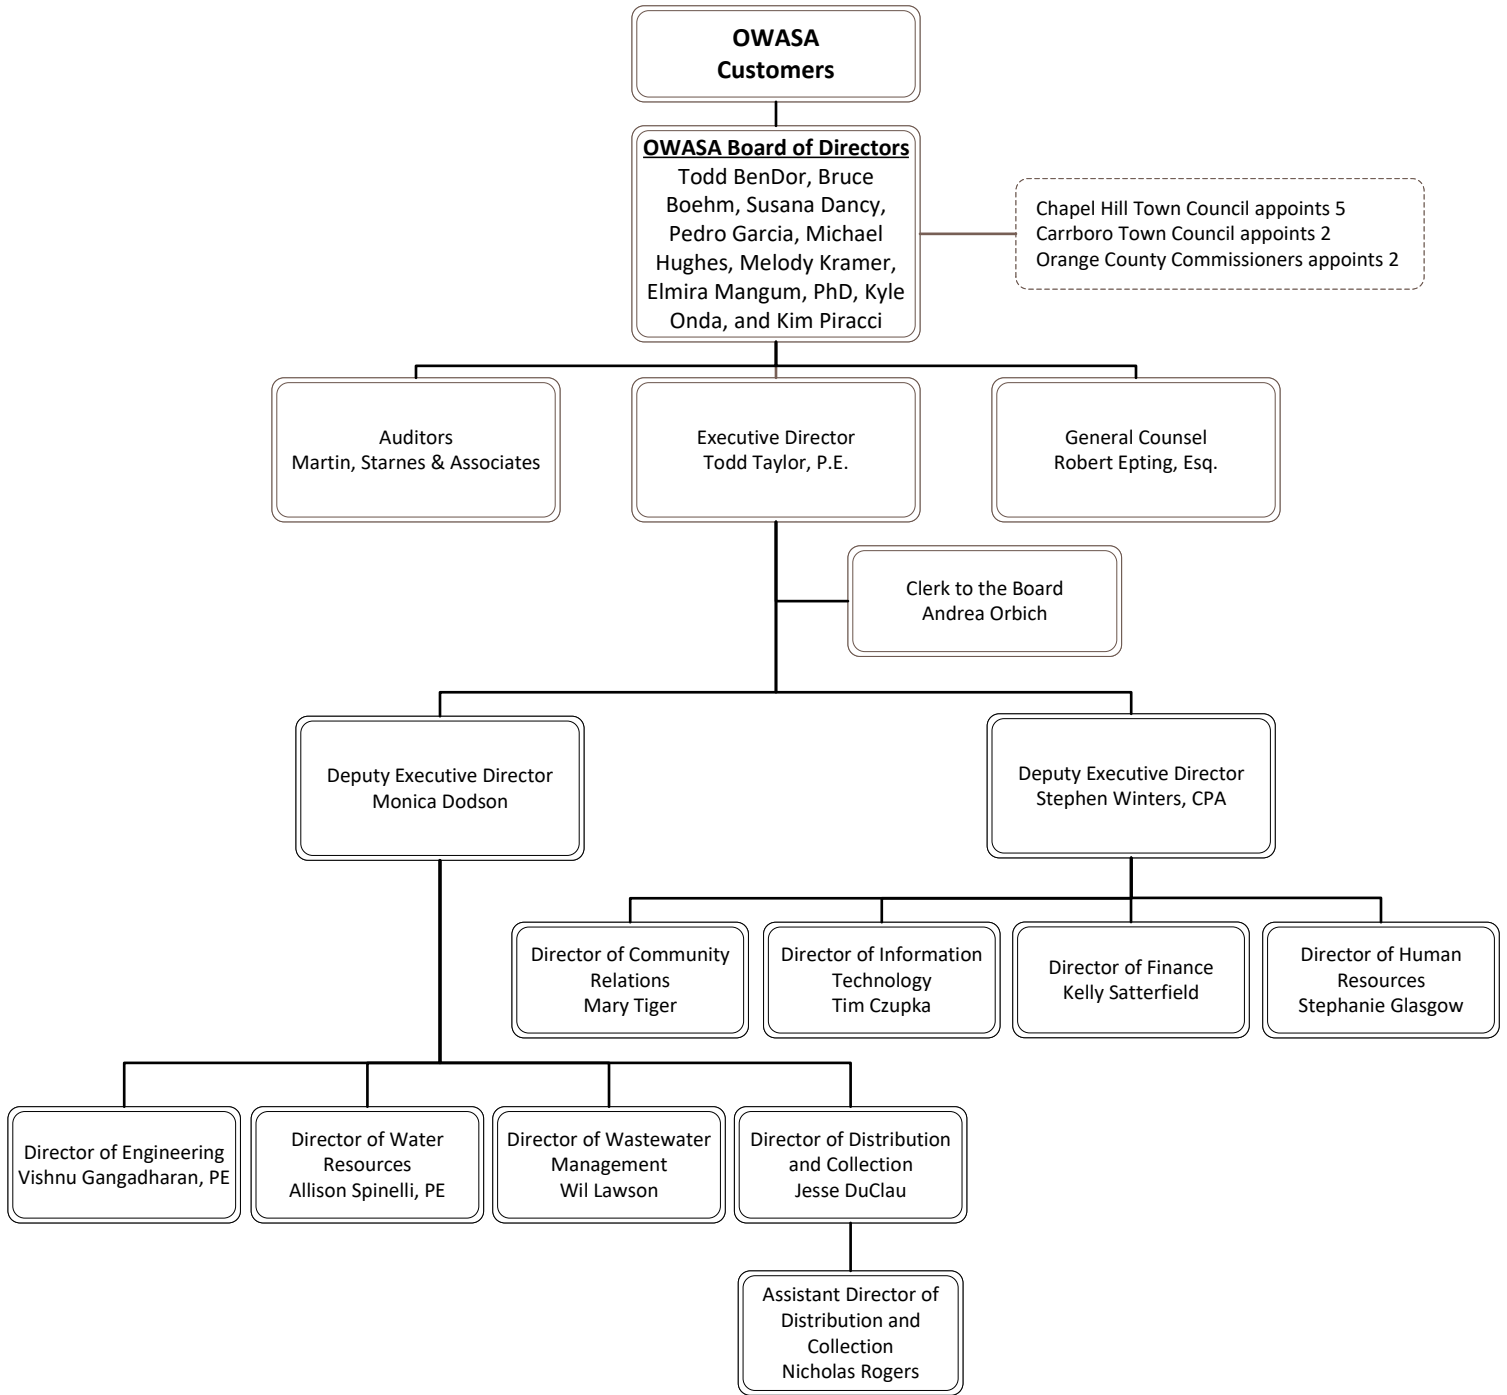 OWASA
Customers
OWASA Board of Directors
Todd BenDor, Bruce
Boehm, Susana Dancy,
Pedro Garcia, Michael
Hughes, Melody Kramer,
Elmira Mangum, PhD, Kyle
Onda, and Kim Piracci
Chapel Hill Town Council appoints 5
Carrboro Town Council appoints 2
Orange County Commissioners appoints 2
Auditors
Martin, Starnes & Associates
Executive Director
Todd Taylor, P.E.
General Counsel
Robert Epting, Esq.
Clerk to the Board
Andrea Orbich
Deputy Executive Director
Monica Dodson
Deputy Executive Director
Stephen Winters, CPA
Director of Community
Relations
Mary Tiger
Director of Information
Technology
Tim Czupka
Director of Finance
Kelly Satterfield
Director of Human
Resources
Stephanie Glasgow
Director of Engineering
Vishnu Gangadharan, PE
Director of Water
Resources
Allison Spinelli, PE
Director of Wastewater
Management
Wil Lawson
Director of Distribution
and Collection
Jesse DuClau
Assistant Director of
Distribution and
Collection
Nicholas Rogers